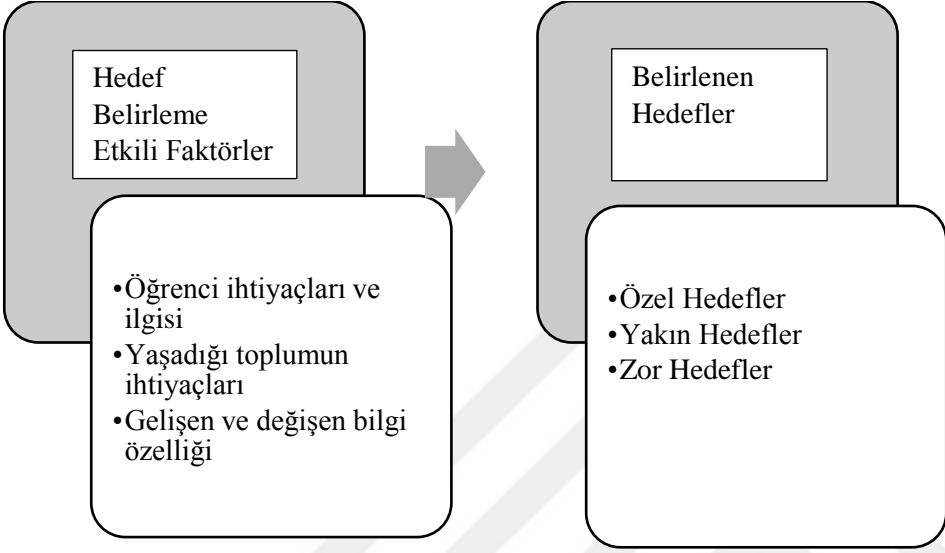 Hedef
Belirleme
Etkili Faktörler
•Öğrenci ihtiyaçları ve
ilgisi
•Yaşadığı toplumun
ihtiyaçları
•Gelişen ve değişen bilgi
özelliği
Belirlenen
Hedefler
•Özel Hedefler
•Yakın Hedefler
•Zor Hedefler